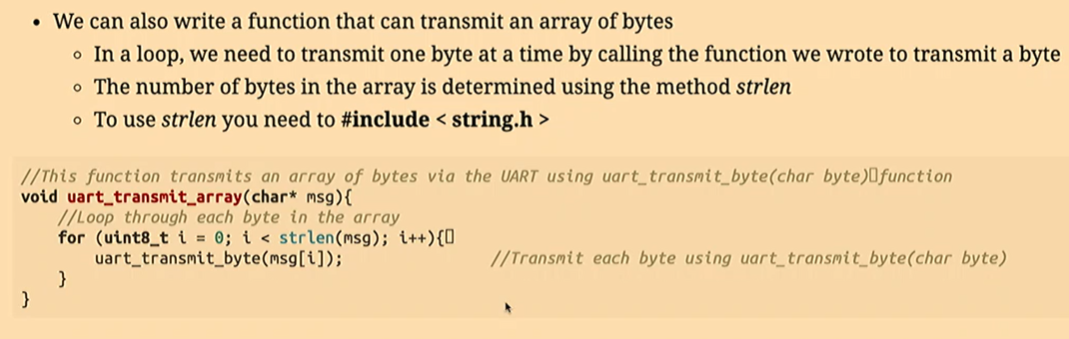 • We can also write a function that can transmit an array of bytes
◦ In a loop, we need to transmit one byte at a time by calling the function we wrote to transmit a byte
◦ The number of bytes in the array is determined using the method strlen
◦ To use strlen you need to #include < string.h >
//This function transmits an array of bytes via the UART using uart_transmit_byte(char byte)▯function
void uart_transmit_array(char* msg){
    //Loop through each byte in the array
    for (uint8_t i = 0; i < strlen(msg); i++){▯
        uart_transmit_byte(msg[i]);                //Transmit each byte using uart_transmit_byte(char byte)
    }
}